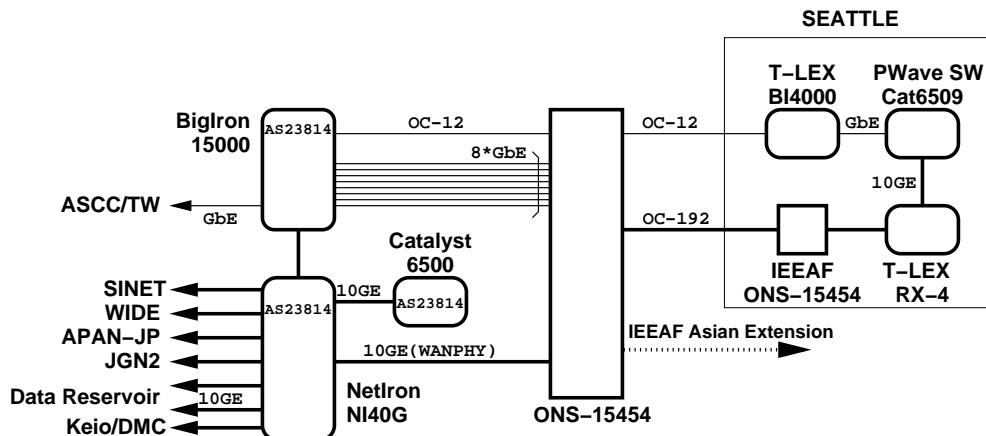 SEATTLE
T-LEX
BI4000
PWave SW
Cat6509
BigIron
15000
AS23814
OC-12
OC-12
GbE
8*GbE
10GE
ASCC/TW
GbE
OC-192
Catalyst
6500
IEEAF
ONS-15454
T-LEX
RX-4
SINET
WIDE
APAN-JP
JGN2
Data Reservoir
10GE
Keio/DMC
AS23814
10GE
AS23814
IEEAF Asian Extension
10GE(WANPHY)
NetIron
NI40G
ONS-15454